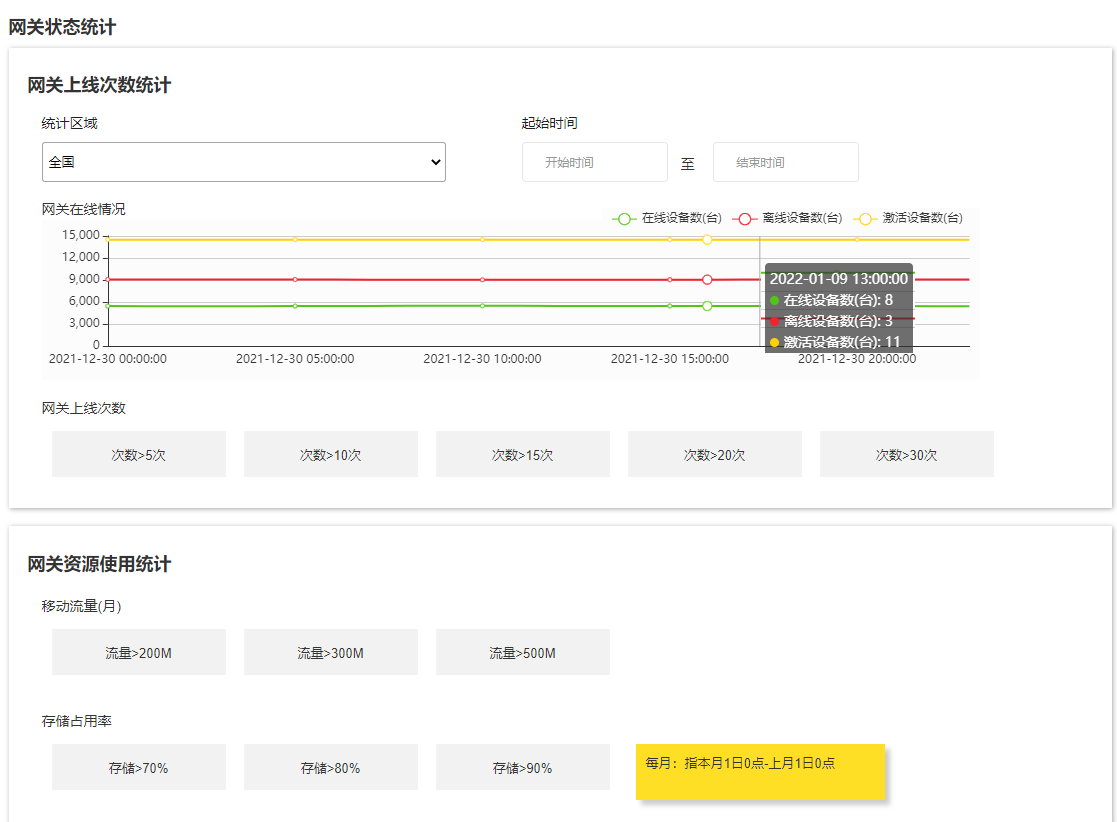 网关状态统计
网关上线次数统计
统计区域
起始时间
全国
开始时间
至
结束时间
网关在线情况
在线设备数(台)
离线设备数(台)
激活设备数(台)
15,000
12,000
9,000
6,000
3,000
0
2022-01-09 13:00:00
在线设备数(台): 8
离线设备数(台): 3
激活设备数(台): 11
2021-12-30 00:00:00
2021-12-30 05:00:00
2021-12-30 10:00:00
2021-12-30 15:00:00
2021-12-30 20:00:00
网关上线次数
次数>5次
次数>10次
次数>15次
次数>20次
次数>30次
网关资源使用统计
移动流量(月)
流量>200M
流量>300M
流量>500M
存储占用率
存储>70%
存储>80%
存储>90%
每月：指本月1日0点-上月1日0点